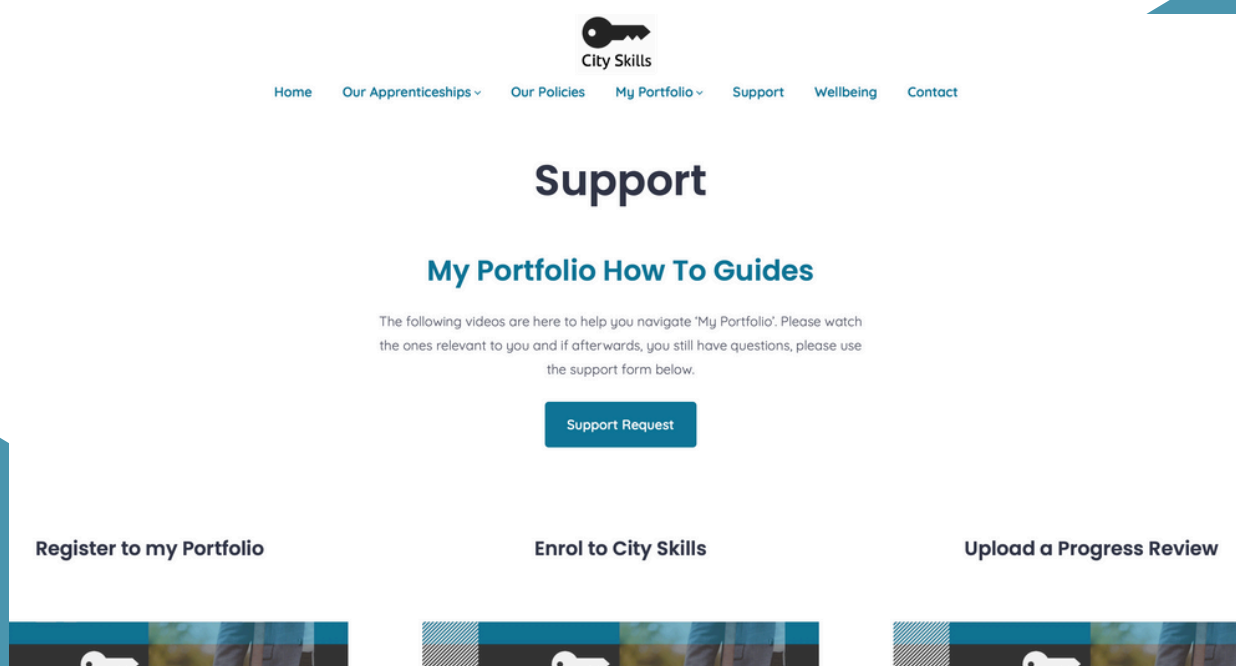 City Skills
Home Our Apprenticeships Our Policies My Portfolio Support Wellbeing Contact
Support
My Portfolio How To Guides
The following videos are here to help you navigate ‘My Portfolio’. Please watch
the ones relevant to you and if afterwards, you still have questions, please use
the support form below.
Support Request
Register to my Portfolio Enrol to City Skills Upload a Progress Review